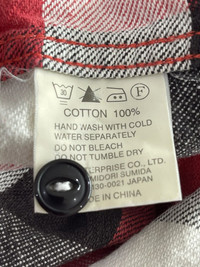 30 F
COTTON 100%
HAND WASH WITH COLD
WATER SEPARATELY
DO NOT BLEACH
DO NOT TUMBLE DRY
ERPRISE CO., LTD.
MIDORI SUMIDA
130-0021 JAPAN
IN CHINA